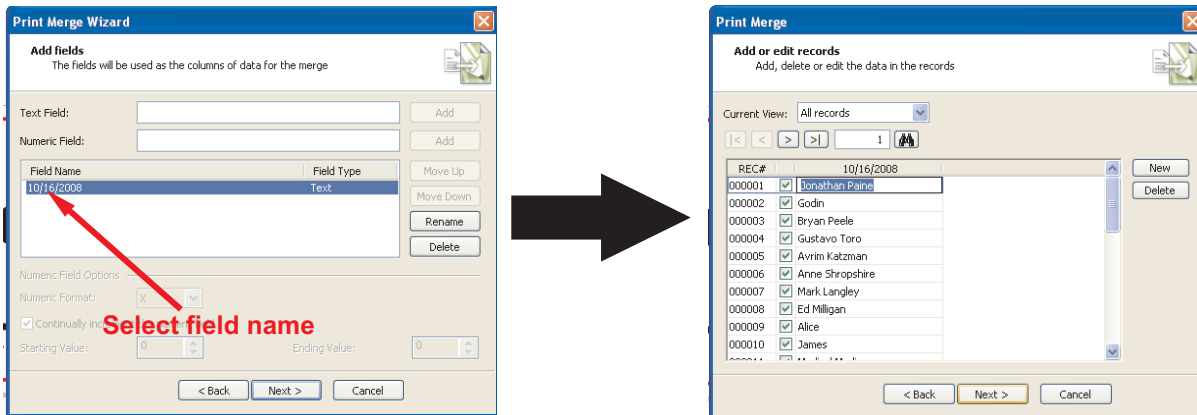 Print Merge Wizard
Add fields
The fields will be used as the columns of data for the merge
Text Field:
Add
Numeric Field:
Add
Field Name Field Type
10/16/2008 Text
Move Up
Move Down
Rename
Delete
Numeric Field Options
Numeric Format: X
Continually
Select field name
Starting Value: 0 Ending Value: 0
< Back Next > Cancel
Print Merge
Add or edit records
Add, delete or edit the data in the records
Current View: All records
|< < > >| 1
REC# 10/16/2008
000001 Jonathan Paine
000002 Godin
000003 Bryan Peele
000004 Gustavo Toro
000005 Avrim Katzman
000006 Anne Shropshire
000007 Mark Langley
000008 Ed Milligan
000009 Alice
000010 James
New
Delete
< Back Next > Cancel